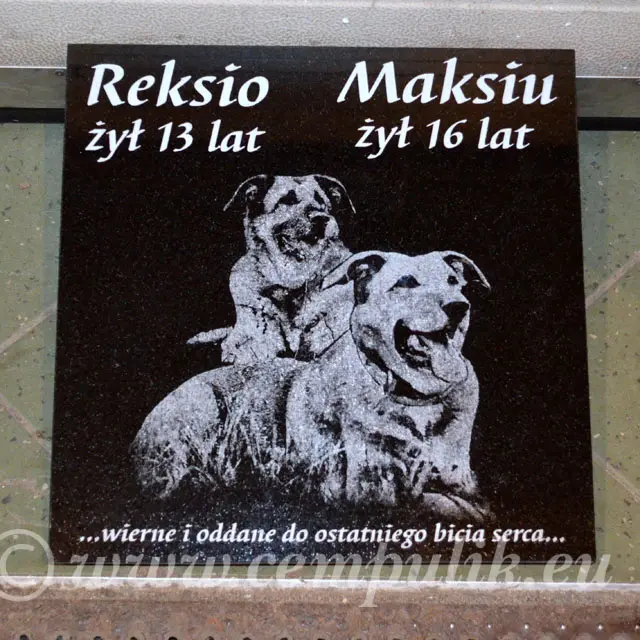 Reksio Maksiu
żył 13 lat żył 16 lat
...wierne i oddane do ostatniego bicia serca...
© www.cempulik.eu